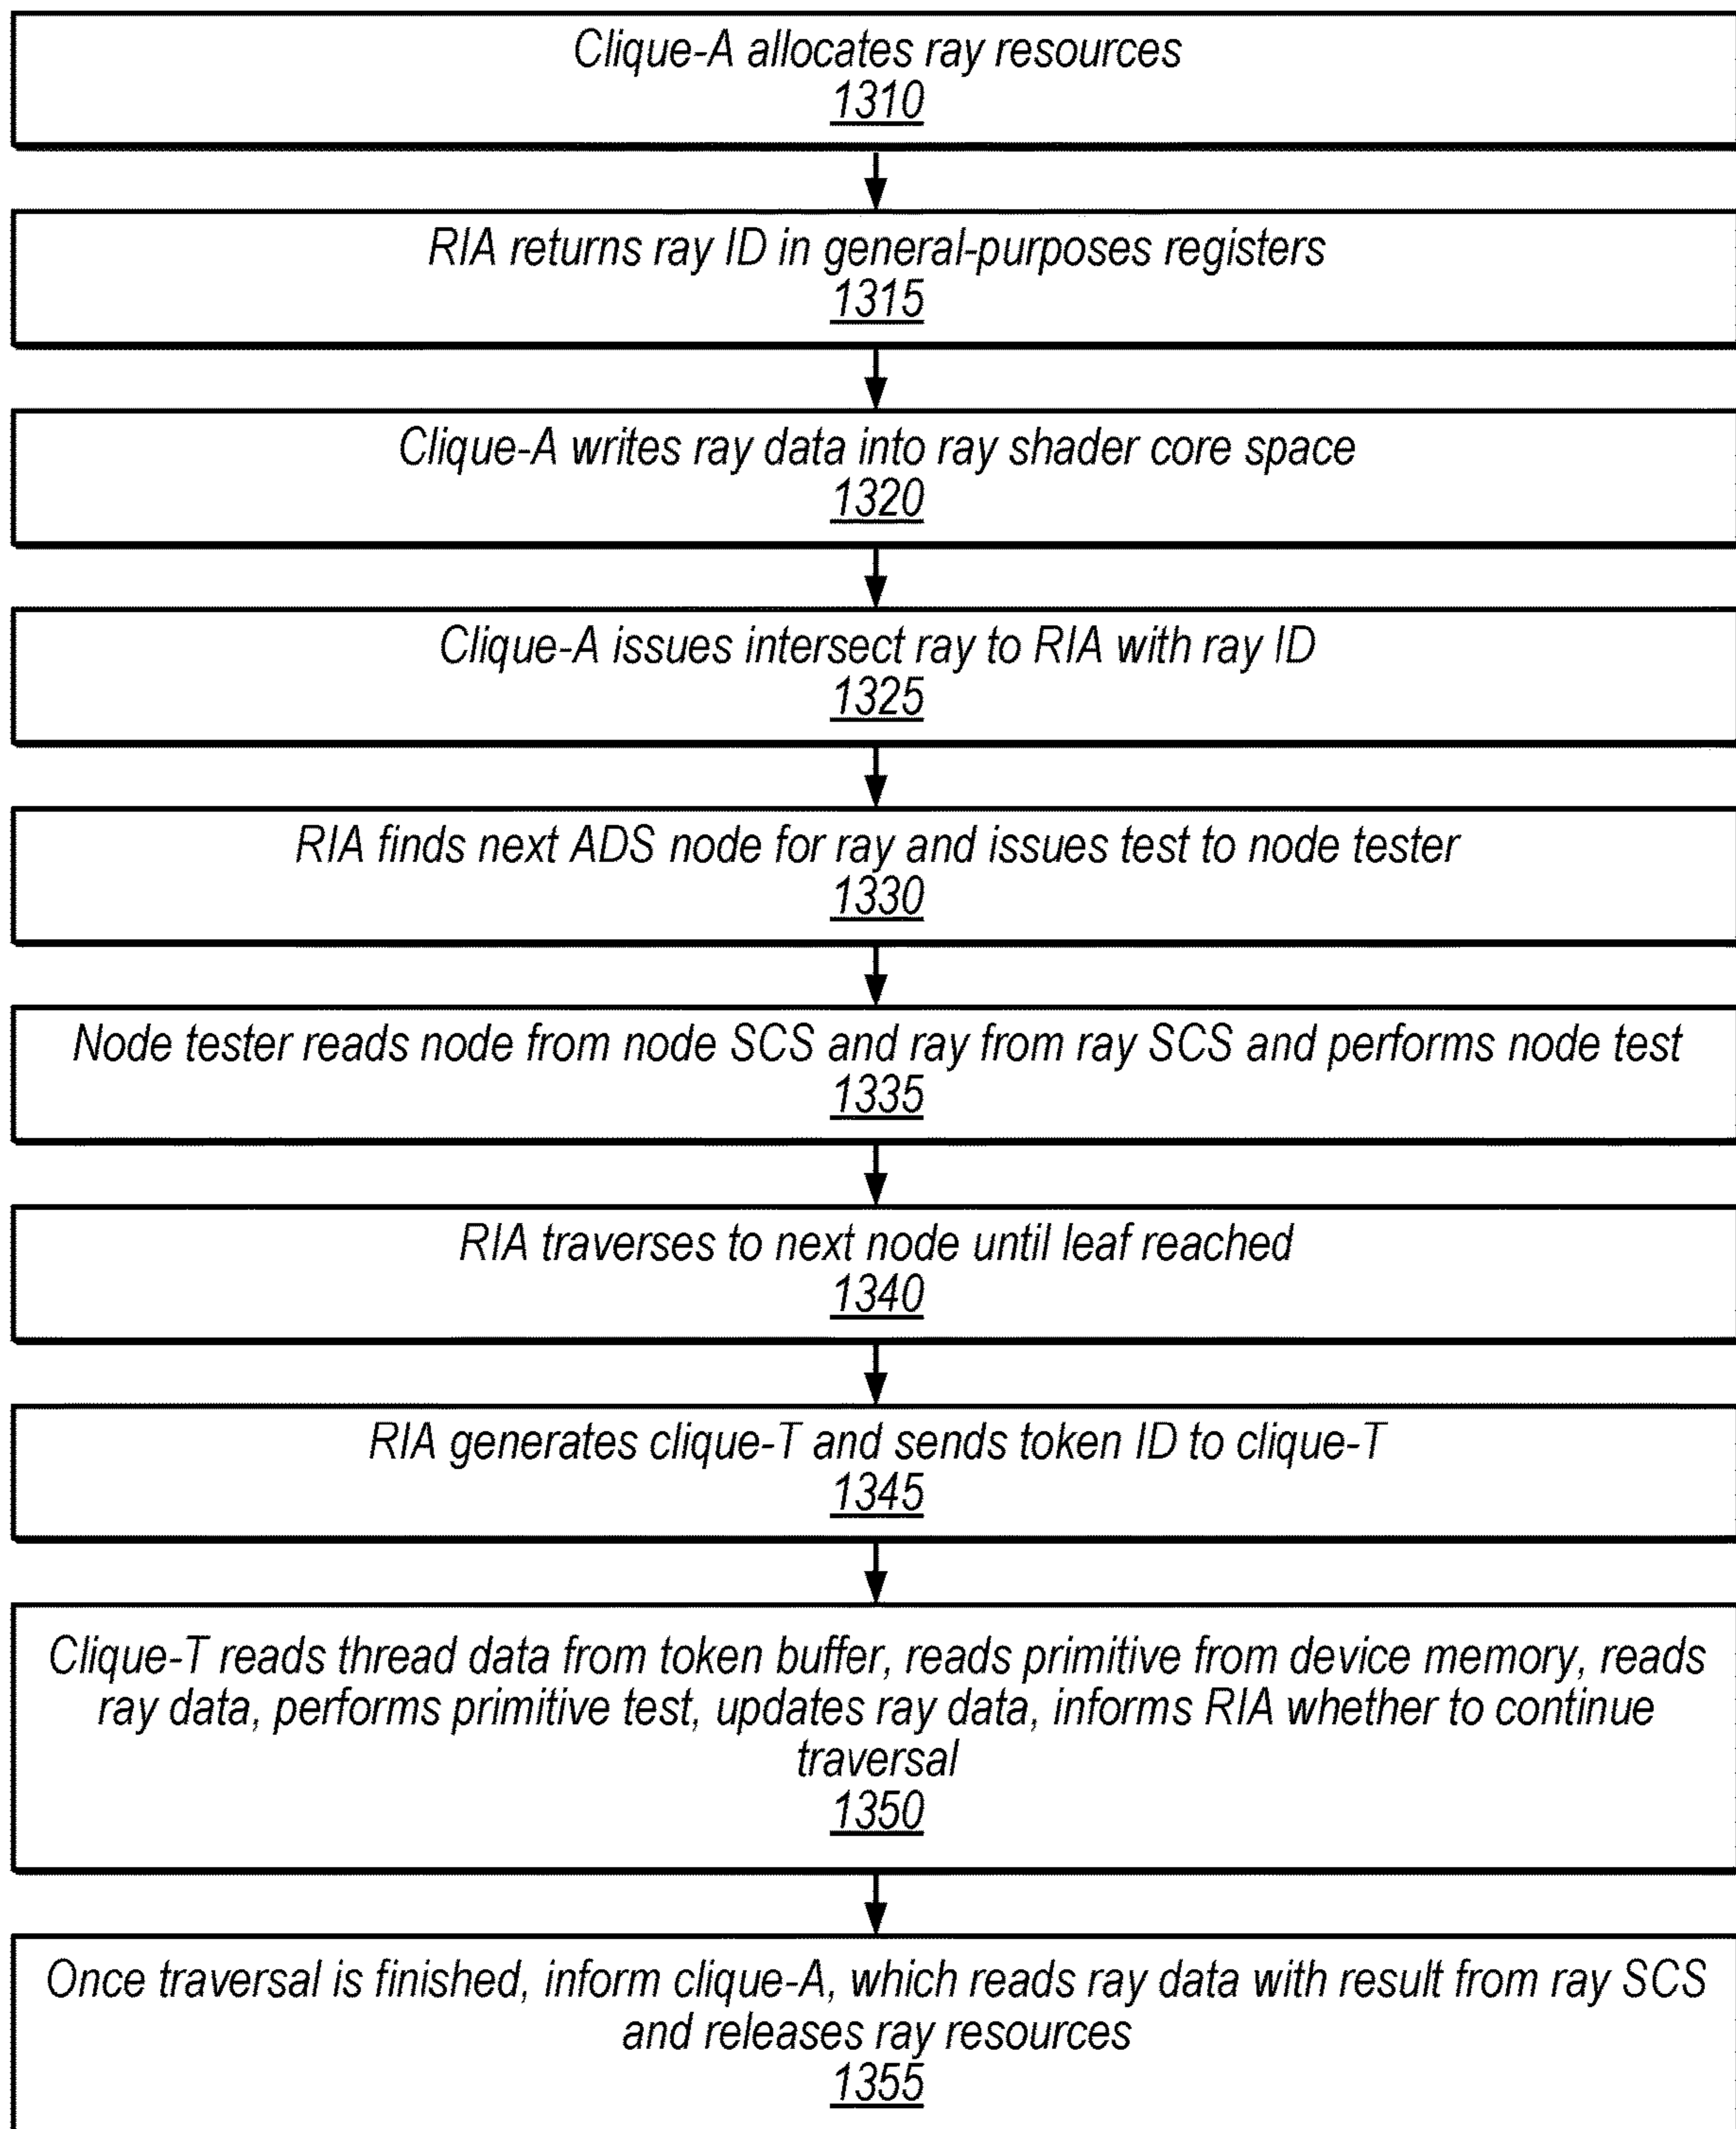 Clique-A allocates ray resources
1310
RIA returns ray ID in general-purposes registers
1315
Clique-A writes ray data into ray shader core space
1320
Clique-A issues intersect ray to RIA with ray ID
1325
RIA finds next ADS node for ray and issues test to node tester
1330
Node tester reads node from node SCS and ray from ray SCS and performs node test
1335
RIA traverses to next node until leaf reached
1340
RIA generates clique-T and sends token ID to clique-T
1345
Clique-T reads thread data from token buffer, reads primitive from device memory, reads
ray data, performs primitive test, updates ray data, informs RIA whether to continue
traversal
1350
Once traversal is finished, inform clique-A, which reads ray data with result from ray SCS
and releases ray resources
1355